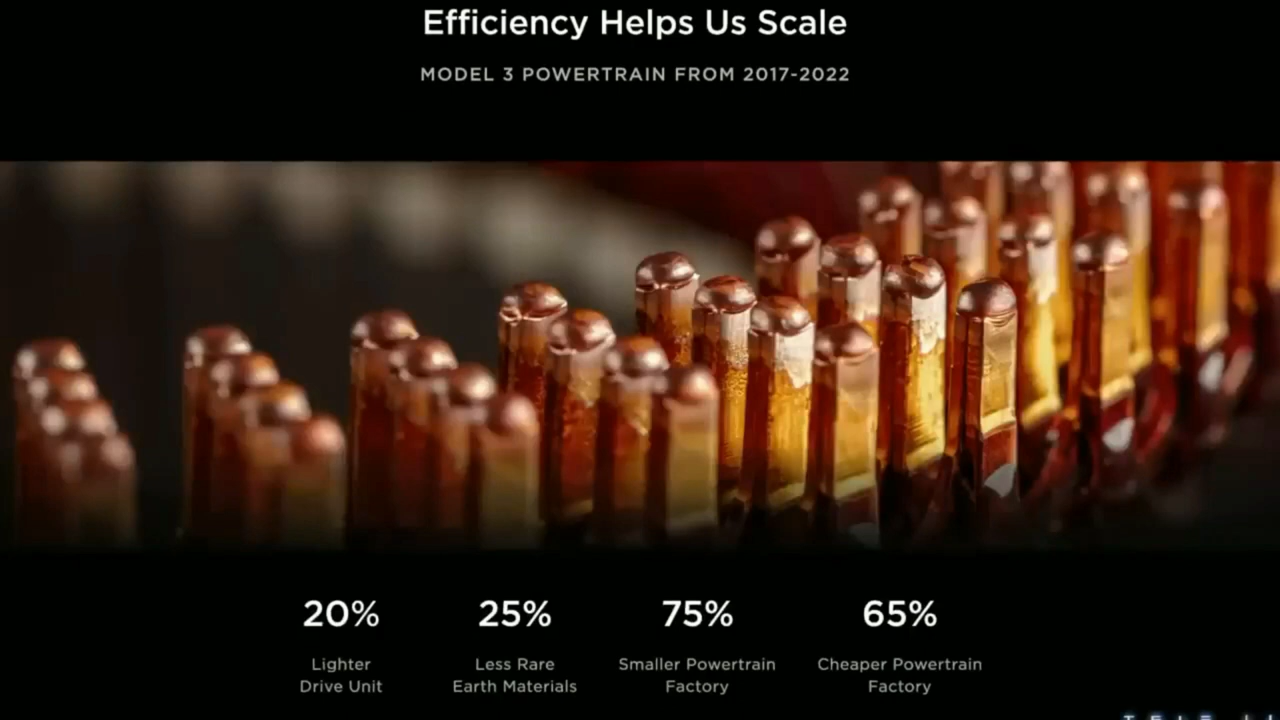 Efficiency Helps Us Scale
MODEL 3 POWERTRAIN FROM 2017-2022
20%
Lighter
Drive Unit
25%
Less Rare
Earth Materials
75%
Smaller Powertrain
Factory
65%
Cheaper Powertrain
Factory